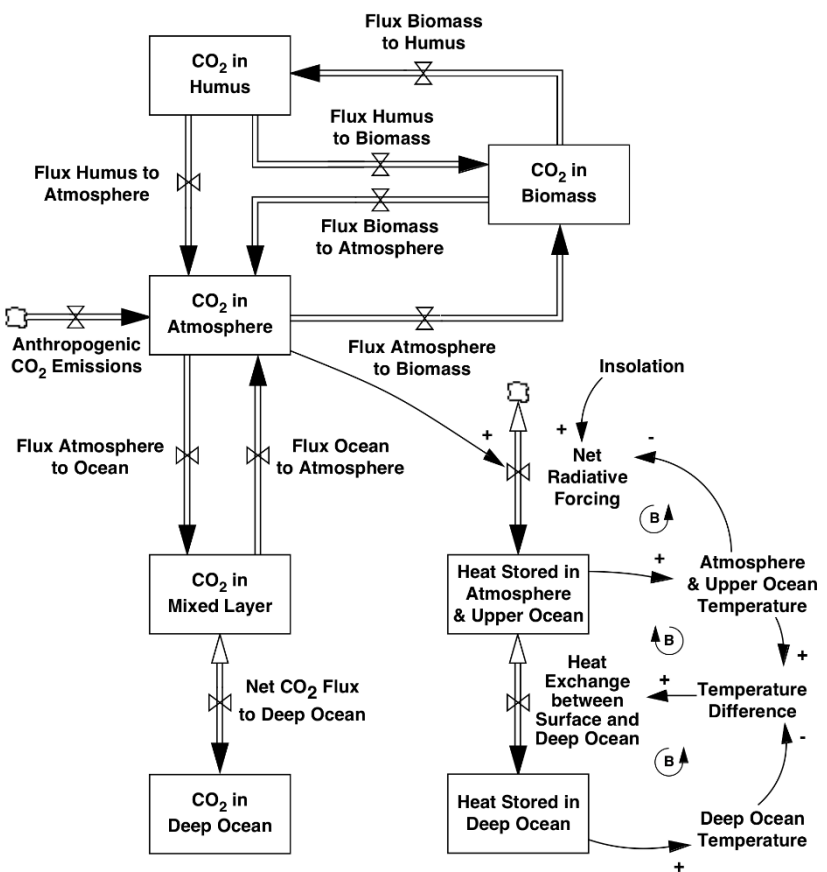 Flux Biomass
to Humus
CO2 in
Humus
Flux Humus
to Biomass
Flux Humus to
Atmosphere
CO2 in
Biomass
Flux Biomass
to Atmosphere
CO2 in
Atmosphere
Anthropogenic
CO2 Emissions
Flux Atmosphere
to Biomass
Insolation
+
+
-
Net
Radiative
Forcing
Flux Atmosphere
to Ocean
Flux Ocean
to Atmosphere
B
CO2 in
Mixed Layer
Heat Stored in
Atmosphere
& Upper Ocean
+
Atmosphere
& Upper Ocean
Temperature
B
+
Heat
Exchange
between
Surface and
Deep Ocean
+
Temperature
Difference
Net CO2 Flux
to Deep Ocean
-
B
CO2 in
Deep Ocean
Heat Stored in
Deep Ocean
Deep Ocean
Temperature
+